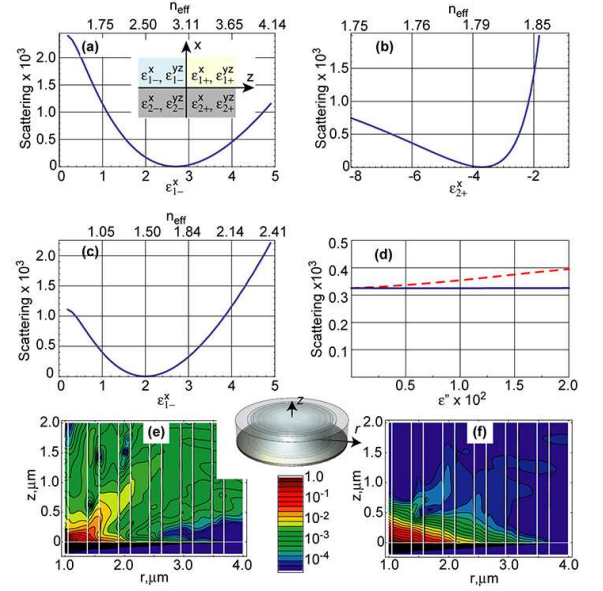 n_eff
1.75 2.50 3.11 3.65 4.14
(a)
x
z
ε^x_1-, ε^yz_1- ε^x_1+, ε^yz_1+
ε^x_2-, ε^yz_2- ε^x_2+, ε^yz_2+
Scattering x 10^3
2.0
1.5
1.0
0.5
0
0 1 2 3 4 5
ε^x_1-
n_eff
1.75 1.76 1.79 1.85
(b)
Scattering x 10^3
1.5
1.0
0.5
0
-8 -6 -4 -2
ε^x_2+
n_eff
1.05 1.50 1.84 2.14 2.41
(c)
Scattering x 10^3
2.0
1.5
1.0
0.5
0
0 1 2 3 4 5
ε^x_1-
(d)
Scattering x 10^3
0.5
0.4
0.3
0.2
0.1
0.5 1.0 1.5 2.0
ε" x 10^2
(e)
z,μm
2.0
1.5
1.0
0.5
0
1.0 2.0 3.0 4.0
r,μm
z
r
1.0
10^-1
10^-2
10^-3
10^-4
(f)
z,μm
2.0
1.5
1.0
0.5
0
1.0 2.0 3.0 4.0
r,μm